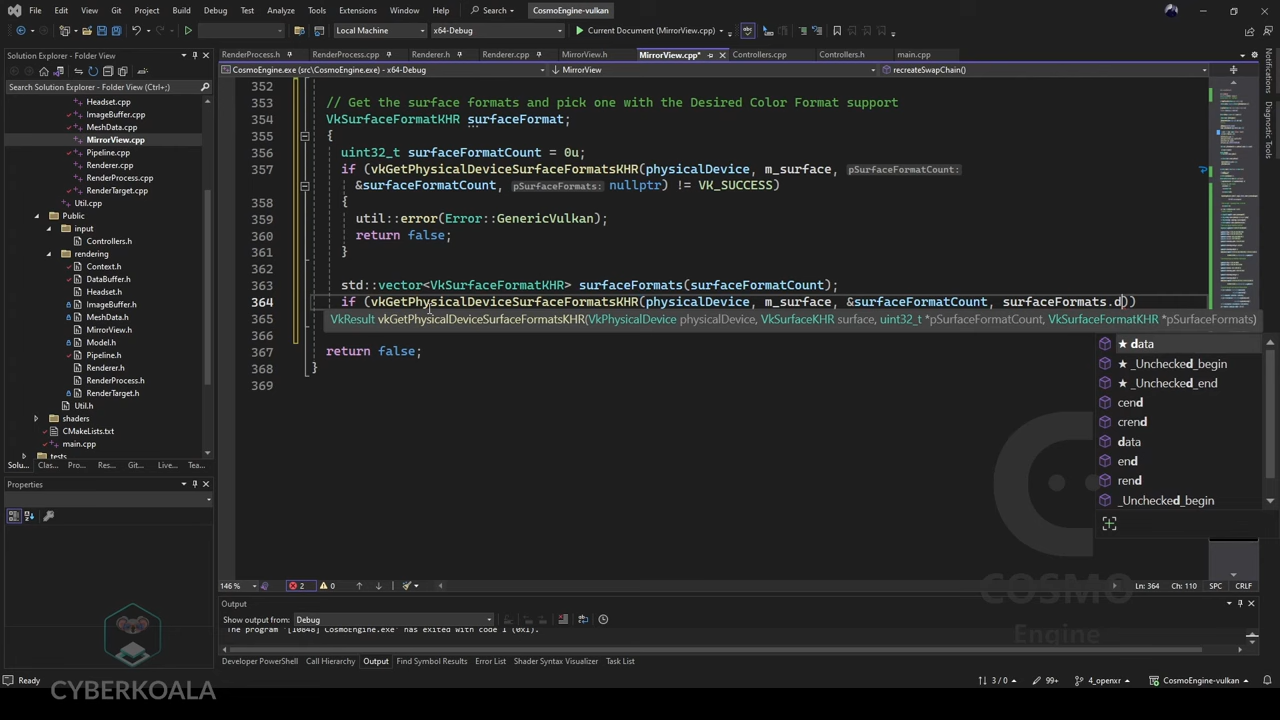 File Edit View Git Project Build Debug Test Analyze Tools Extensions Window Help Search CosmoEngine-vulkan
Local Machine x64-Debug Current Document (MirrorView.cpp)
Solution Explorer - Folder View
RenderProcess.h RenderProcess.cpp Renderer.h Renderer.cpp MirrorView.h MirrorView.cpp* Controllers.cpp Controllers.h main.cpp
CosmoEngine.exe (src\CosmoEngine.exe) - x64-Debug MirrorView recreateSwapChain()
Search Solution Explorer - Folder View (Ctrl+;)
Headset.cpp
ImageBuffer.cpp
MeshData.cpp
MirrorView.cpp
Pipeline.cpp
Renderer.cpp
RenderProcess.cpp
RenderTarget.cpp
Util.cpp
Public
input
Controllers.h
rendering
Context.h
DataBuffer.h
Headset.h
ImageBuffer.h
MeshData.h
MirrorView.h
Model.h
Pipeline.h
Renderer.h
RenderProcess.h
RenderTarget.h
Util.h
shaders
CMakeLists.txt
main.cpp
tests
Solu... Clas... Pro... Res... Live... Tea...
Properties
352
353 // Get the surface formats and pick one with the Desired Color Format support
354 VkSurfaceFormatKHR surfaceFormat;
355 {
356 uint32_t surfaceFormatCount = 0u;
357 if (vkGetPhysicalDeviceSurfaceFormatsKHR(physicalDevice, m_surface, pSurfaceFormatCount:
&surfaceFormatCount, pSurfaceFormats: nullptr) != VK_SUCCESS)
358 {
359 util::error(Error::GenericVulkan);
360 return false;
361 }
362
363 std::vector<VkSurfaceFormatKHR> surfaceFormats(surfaceFormatCount);
364 if (vkGetPhysicalDeviceSurfaceFormatsKHR(physicalDevice, m_surface, &surfaceFormatCount, surfaceFormats.d))
365 VkResult vkGetPhysicalDeviceSurfaceFormatsKHR(VkPhysicalDevice physicalDevice, VkSurfaceKHR surface, uint32_t *pSurfaceFormatCount, VkSurfaceFormatKHR *pSurfaceFormats)
366
367 return false;
368 }
369
★ data
★ _Unchecked_begin
★ _Unchecked_end
cend
crend
data
end
rend
_Unchecked_begin
Notifications
Diagnostic Tools
146 % 2 0 Ln: 364 Ch: 110 SPC CRLF
Output
Show output from: Debug
The program '[10848] CosmoEngine.exe' has exited with code 1 (0x1).
Developer PowerShell Call Hierarchy Output Find Symbol Results Error List Shader Syntax Visualizer Task List
Ready 3 / 0 99+ 4_openxr CosmoEngine-vulkan
CYBERKOALA
COSMO
Engine